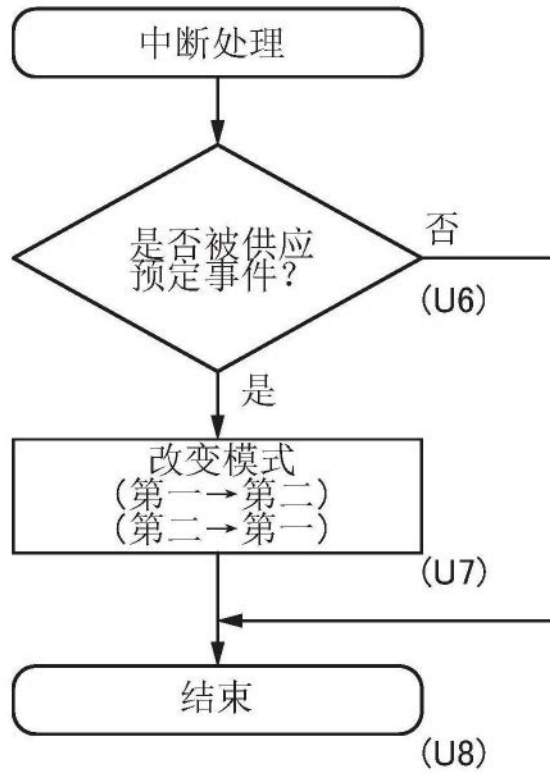 中断处理
是否被供应
预定事件?
否
(U6)
是
改变模式
(第一→第二)
(第二→第一)
(U7)
结束
(U8)